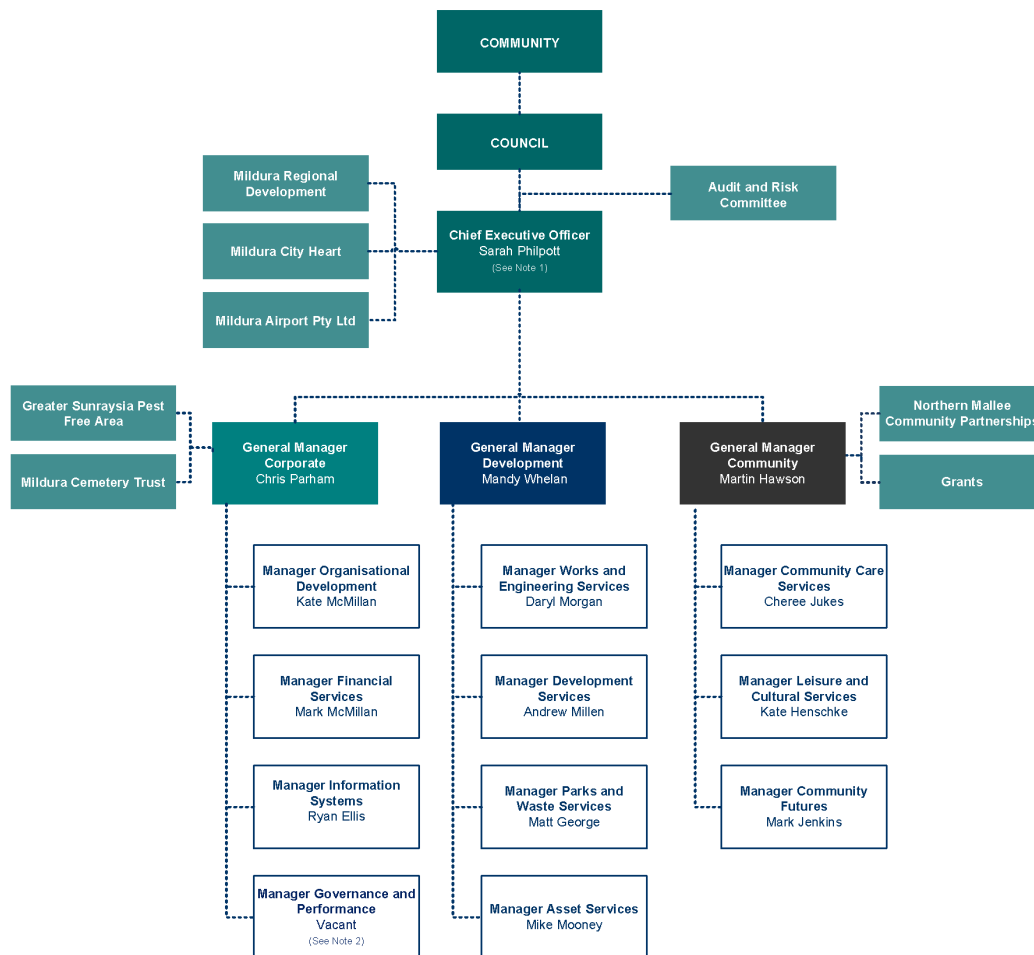 COMMUNITY
COUNCIL
Mildura Regional
Development
Audit and Risk
Committee
Chief Executive Officer
Sarah Philpott
(See Note 1)
Mildura City Heart
Mildura Airport Pty Ltd
Greater Sunraysia Pest
Free Area
Mildura Cemetery Trust
General Manager
Corporate
Chris Parham
General Manager
Development
Mandy Whelan
General Manager
Community
Martin Hawson
Northern Mallee
Community Partnerships
Grants
Manager Organisational
Development
Kate McMillan
Manager Works and
Engineering Services
Daryl Morgan
Manager Community Care
Services
Cheree Jukes
Manager Financial
Services
Mark McMillan
Manager Development
Services
Andrew Millen
Manager Leisure and
Cultural Services
Kate Henschke
Manager Information
Systems
Ryan Ellis
Manager Parks and
Waste Services
Matt George
Manager Community
Futures
Mark Jenkins
Manager Governance and
Performance
Vacant
(See Note 2)
Manager Asset Services
Mike Mooney